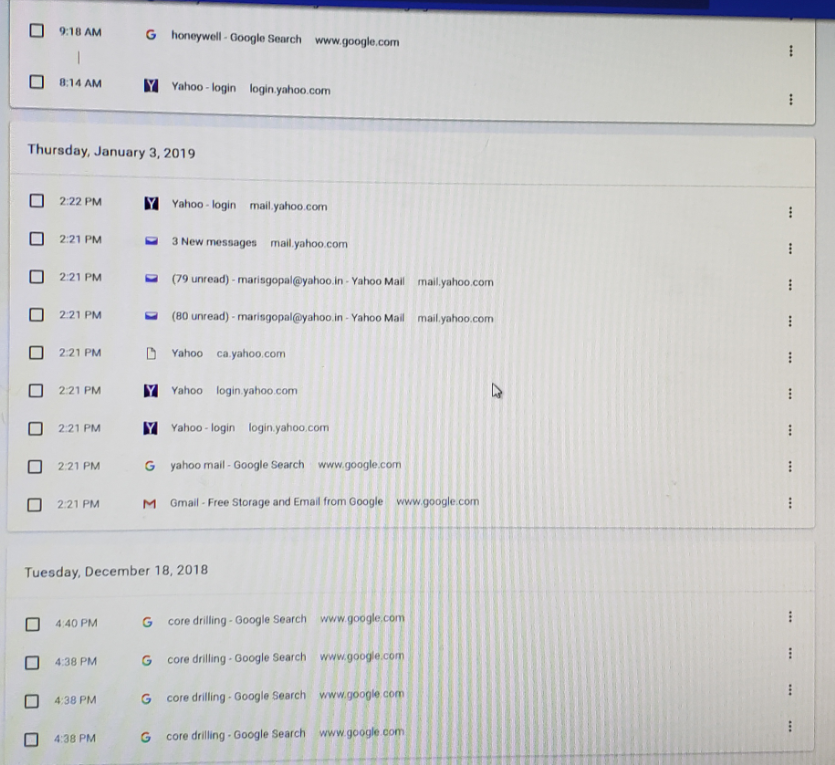 9:18 AM honeywell - Google Search www.google.com
8:14 AM Yahoo - login login.yahoo.com
Thursday, January 3, 2019
2:22 PM Yahoo - login mail.yahoo.com
2:21 PM 3 New messages mail.yahoo.com
2:21 PM (79 unread) - marisgopal@yahoo.in - Yahoo Mail mail.yahoo.com
2:21 PM (80 unread) - marisgopal@yahoo.in - Yahoo Mail mail.yahoo.com
2:21 PM Yahoo ca.yahoo.com
2:21 PM Yahoo login.yahoo.com
2:21 PM Yahoo - login login.yahoo.com
2:21 PM yahoo mail - Google Search www.google.com
2:21 PM Gmail - Free Storage and Email from Google www.google.com
Tuesday, December 18, 2018
4:40 PM core drilling - Google Search www.google.com
4:38 PM core drilling - Google Search www.google.com
4:38 PM core drilling - Google Search www.google.com
4:38 PM core drilling - Google Search www.google.com